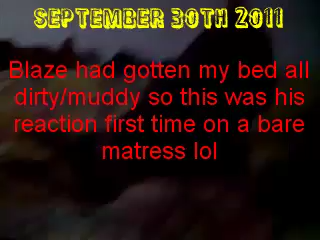 SEPTEMBER 30TH 2011
Blaze had gotten my bed all
dirty/muddy so this was his
reaction first time on a bare
matress lol